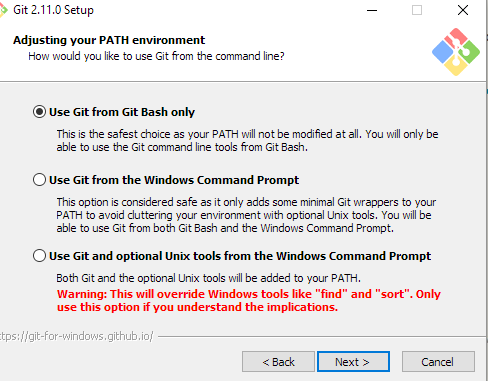 Git 2.11.0 Setup
Adjusting your PATH environment
How would you like to use Git from the command line?
Use Git from Git Bash only
This is the safest choice as your PATH will not be modified at all. You will only be
able to use the Git command line tools from Git Bash.
Use Git from the Windows Command Prompt
This option is considered safe as it only adds some minimal Git wrappers to your
PATH to avoid cluttering your environment with optional Unix tools. You will be
able to use Git from both Git Bash and the Windows Command Prompt.
Use Git and optional Unix tools from the Windows Command Prompt
Both Git and the optional Unix tools will be added to your PATH.
Warning: This will override Windows tools like "find" and "sort". Only
use this option if you understand the implications.
ttps://git-for-windows.github.io/
< Back
Next >
Cancel